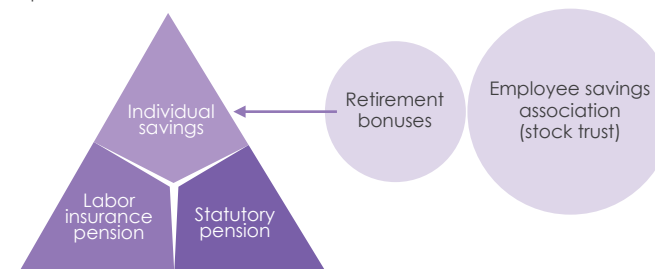 Individual
savings
Labor
insurance
pension
Statutory
pension
Retirement
bonuses
Employee savings
association
(stock trust)